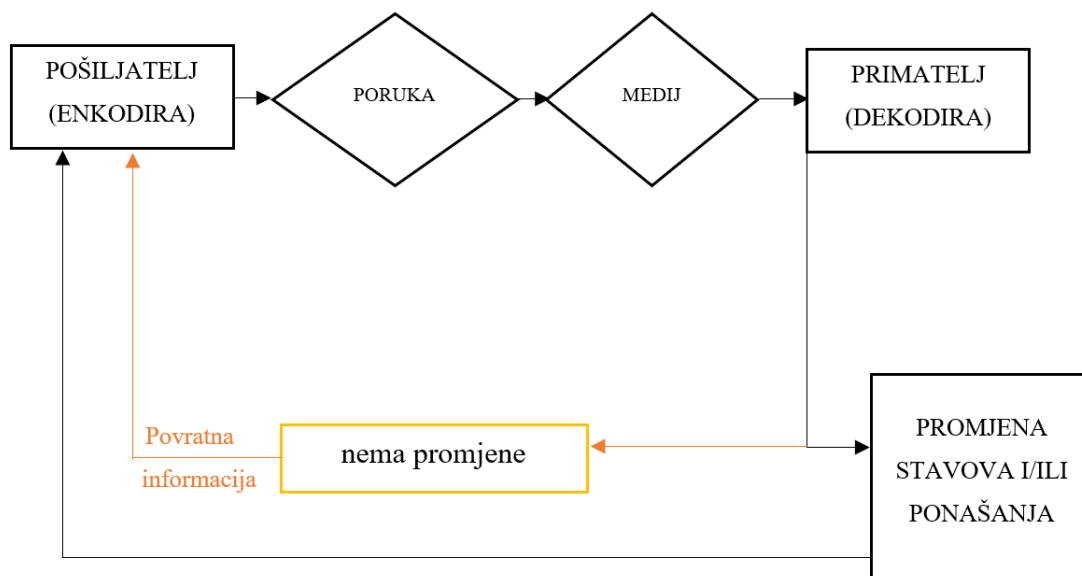 POŠILJATELJ
(ENKODIRA)
PORUKA
MEDIJ
PRIMATELJ
(DEKODIRA)
Povratna
informacija
nema promjene
PROMJENA
STAVOVA I/ILI
PONAŠANJA